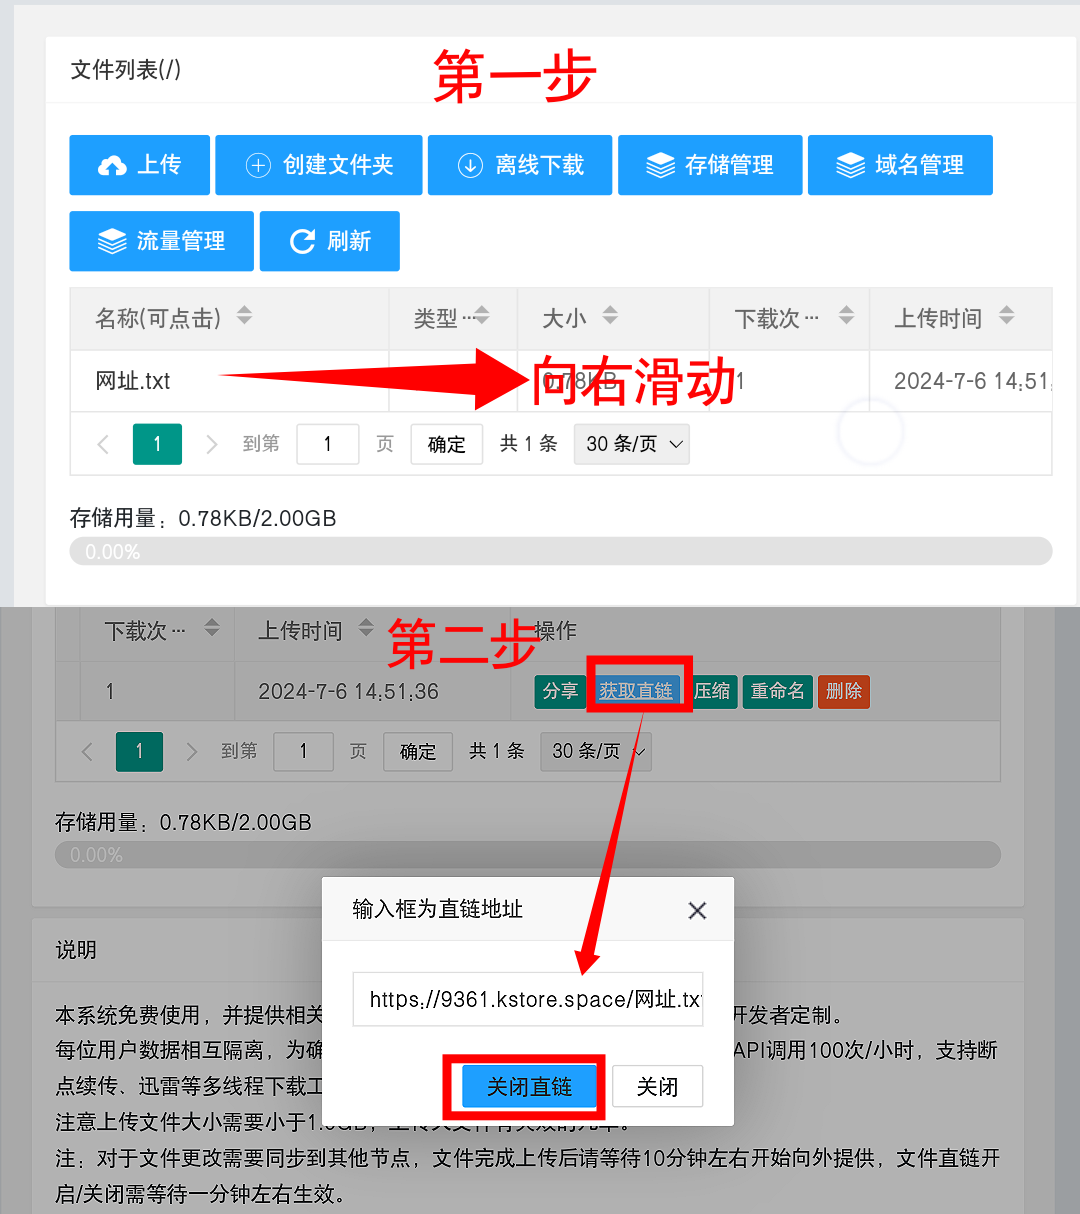 文件列表(/)
第一步
上传
创建文件夹
离线下载
存储管理
域名管理
流量管理
刷新
名称(可点击) 类型 ··· 大小 下载次 ··· 上传时间
网址.txt 0.78KB 1 2024-7-6 14:51:
向右滑动
1 到第 1 页 确定 共 1 条 30 条/页
存储用量：0.78KB/2.00GB
0.00%
第二步
下载次 ··· 上传时间 操作
1 2024-7-6 14:51:36 分享 获取直链 压缩 重命名 删除
1 到第 1 页 确定 共 1 条 30 条/页
存储用量：0.78KB/2.00GB
0.00%
输入框为直链地址
https://9361.kstore.space/网址.tx
关闭直链 关闭
说明
本系统免费使用，并提供相关 开发者定制。
每位用户数据相互隔离，为确 API调用100次/小时，支持断
点续传、迅雷等多线程下载工
注意上传文件大小需要小于1.0GB，上传大文件有失败的几率。
注：对于文件更改需要同步到其他节点，文件完成上传后请等待10分钟左右开始向外提供，文件直链开
启/关闭需等待一分钟左右生效。